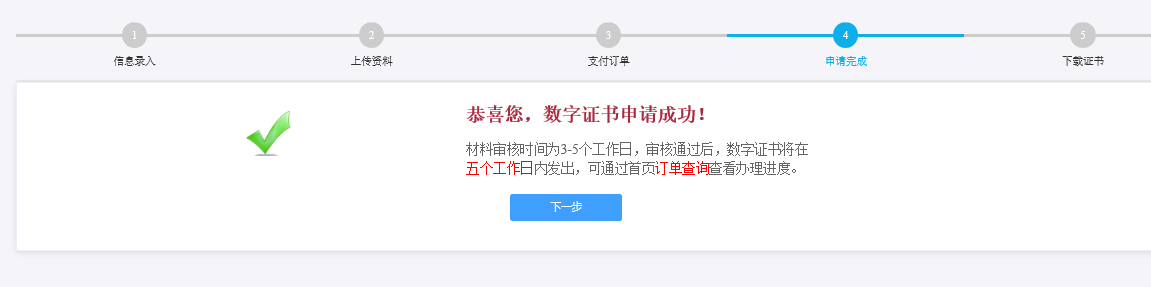 1 2 3 4 5
信息录入 上传资料 支付订单 申请完成 下载证书
恭喜您，数字证书申请成功！
材料审核时间为3-5个工作日，审核通过后，数字证书将在
五个工作日内发出，可通过首页订单查询查看办理进度。
下一步